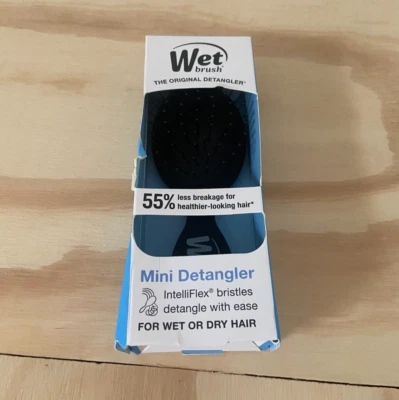 Wet
brush®
THE ORIGINAL DETANGLER®
55% less breakage for
healthier-looking hair*
Wet
Mini Detangler
IntelliFlex® bristles
detangle with ease
FOR WET OR DRY HAIR